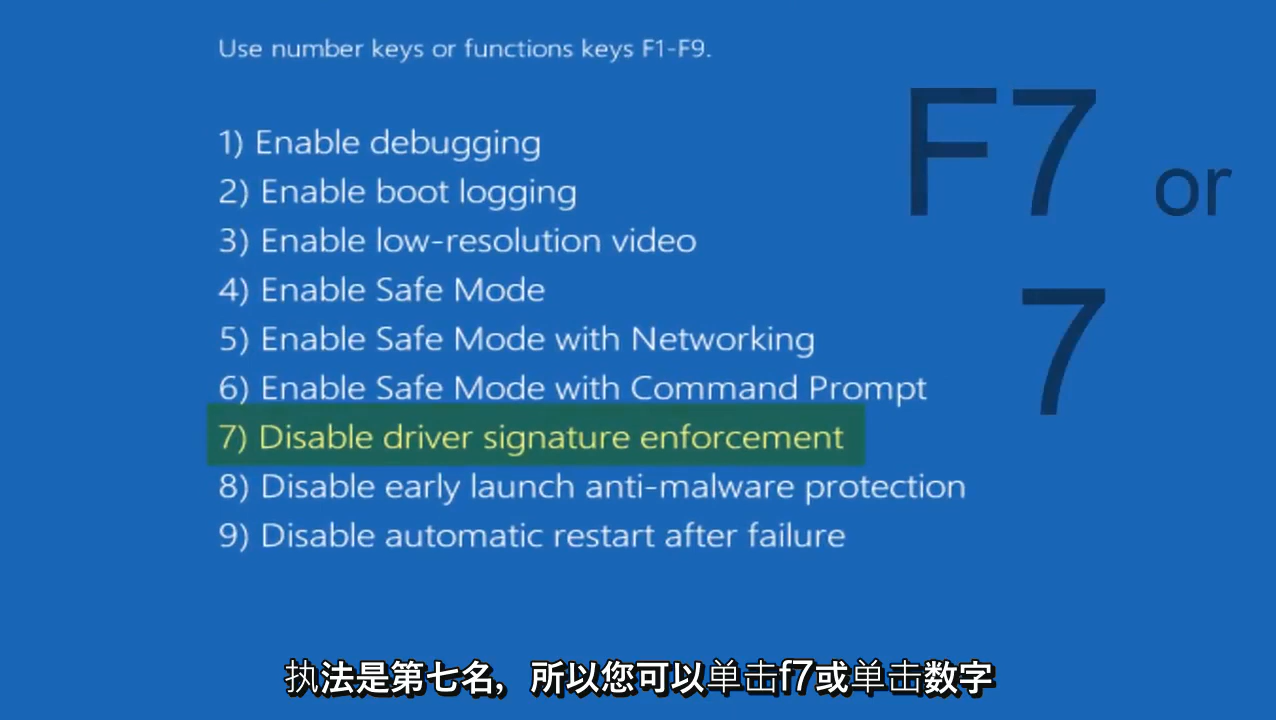 Use number keys or functions keys F1-F9.
F7 or
7
1) Enable debugging
2) Enable boot logging
3) Enable low-resolution video
4) Enable Safe Mode
5) Enable Safe Mode with Networking
6) Enable Safe Mode with Command Prompt
7) Disable driver signature enforcement
8) Disable early launch anti-malware protection
9) Disable automatic restart after failure
执法是第七名，所以您可以单击f7或单击数字